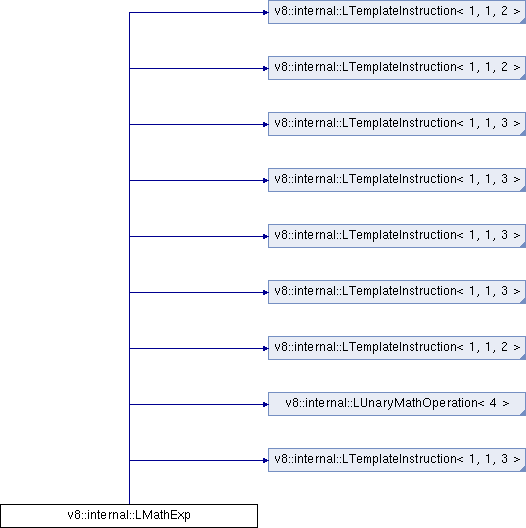 v8::internal::LTemplateInstruction< 1, 1, 2 >
v8::internal::LTemplateInstruction< 1, 1, 2 >
v8::internal::LTemplateInstruction< 1, 1, 3 >
v8::internal::LTemplateInstruction< 1, 1, 3 >
v8::internal::LTemplateInstruction< 1, 1, 3 >
v8::internal::LTemplateInstruction< 1, 1, 3 >
v8::internal::LTemplateInstruction< 1, 1, 2 >
v8::internal::LUnaryMathOperation< 4 >
v8::internal::LTemplateInstruction< 1, 1, 3 >
v8::internal::LMathExp